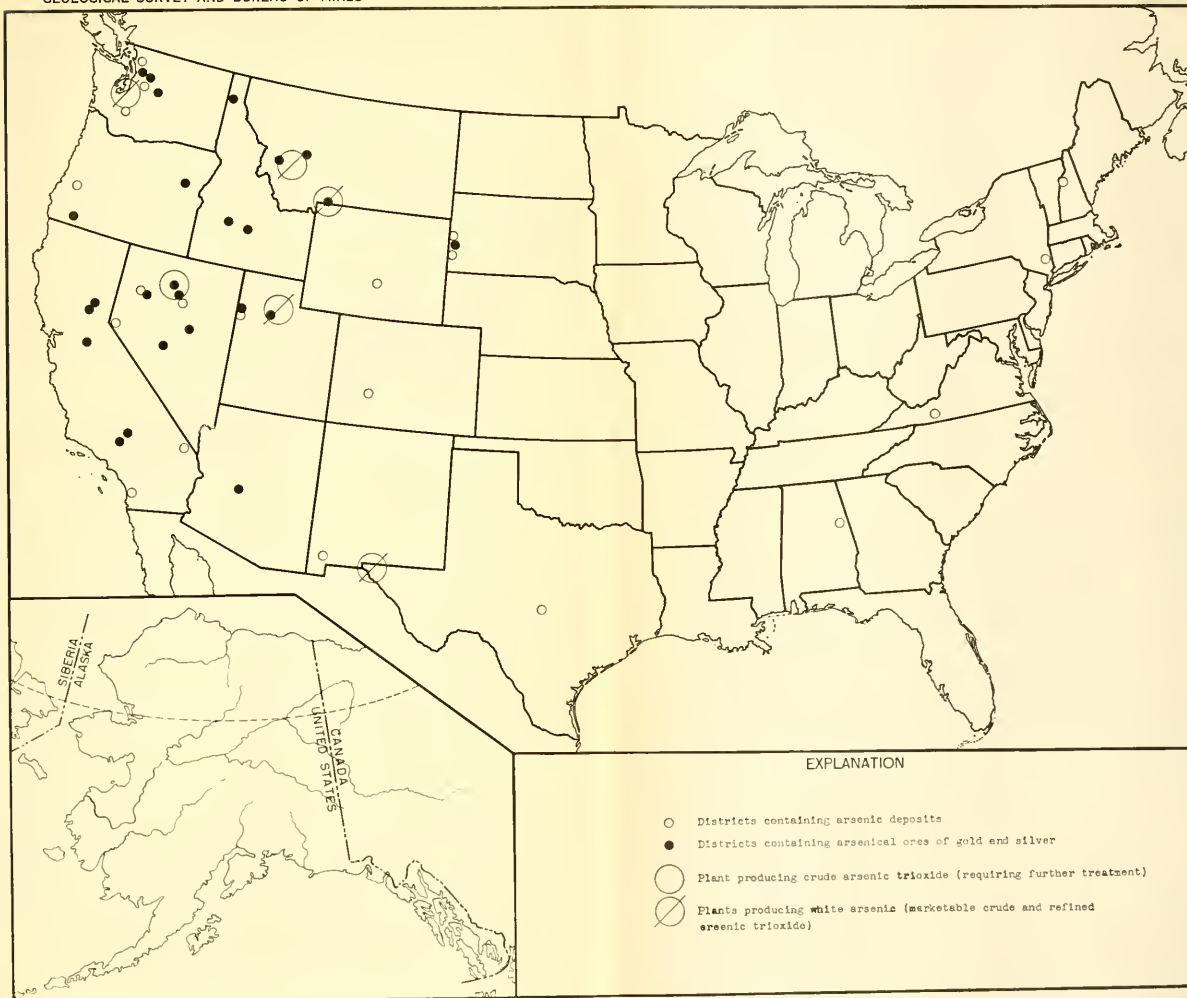 GEOLOGICAL SURVEY AND BUREAU OF MINES
SIBERIA
ALASKA
CANADA
UNITED STATES
EXPLANATION
Districts containing arsenic deposits
Districts containing arsenical ores of gold end silver
Plant producing crude arsenic trioxide (requiring further treatment)
Plants producing white arsenic (marketable crude and refined
ersenic trioxide)